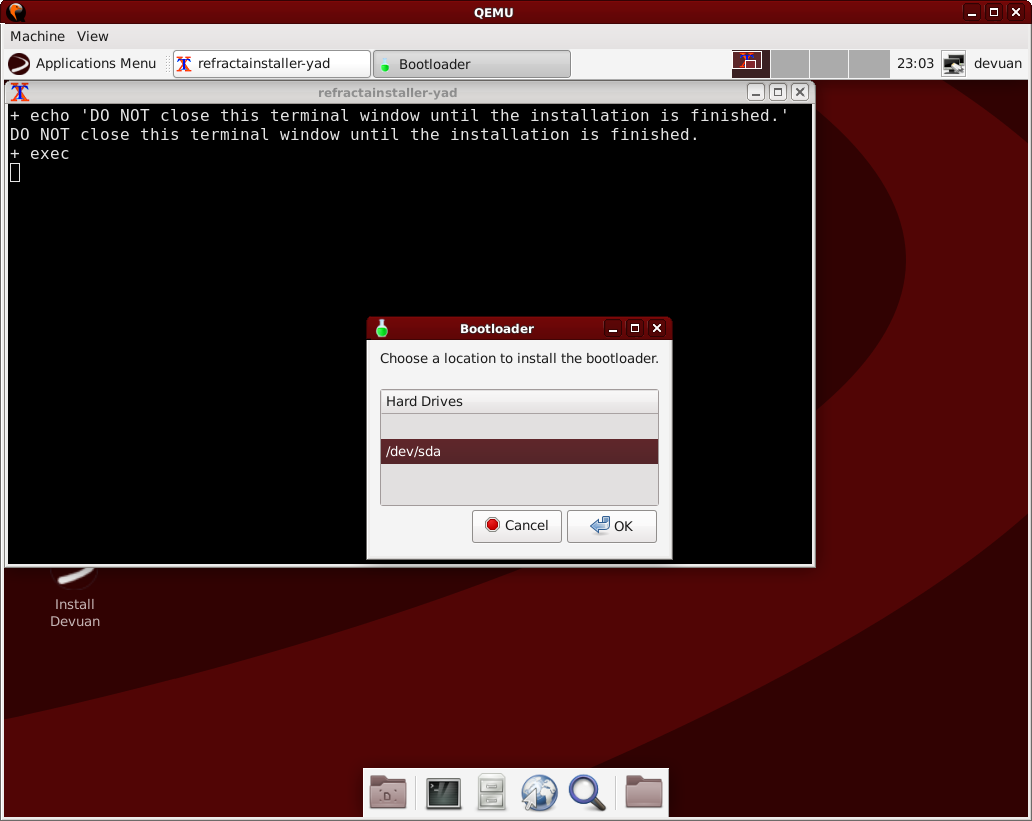 QEMU
Machine View
Applications Menu refractainstaller-yad Bootloader 23:03 devuan
refractainstaller-yad
+ echo 'DO NOT close this terminal window until the installation is finished.'
DO NOT close this terminal window until the installation is finished.
+ exec
Bootloader
Choose a location to install the bootloader.
Hard Drives
/dev/sda
Cancel OK
Install
Devuan